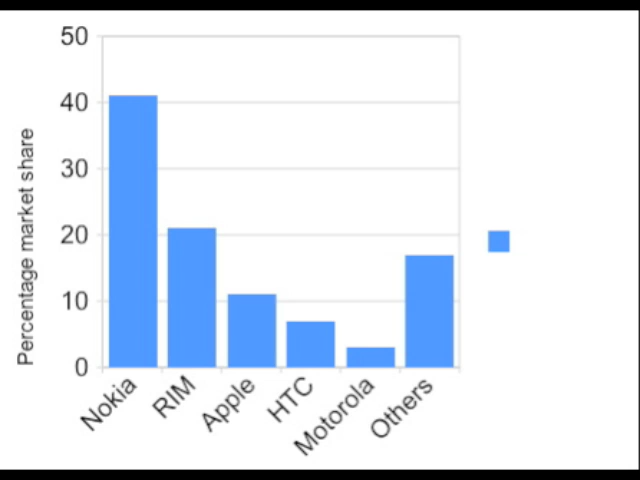 Percentage market share
50
40
30
20
10
0
Nokia
RIM
Apple
HTC
Motorola
Others